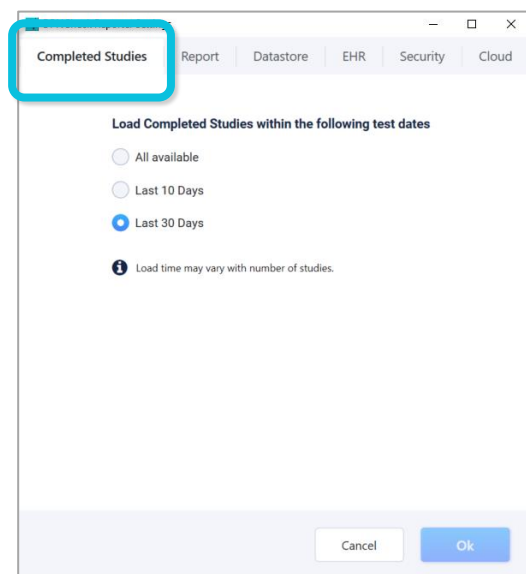 Completed Studies Report Datastore EHR Security Cloud
Load Completed Studies within the following test dates
All available
Last 10 Days
Last 30 Days
Load time may vary with number of studies.
Cancel Ok